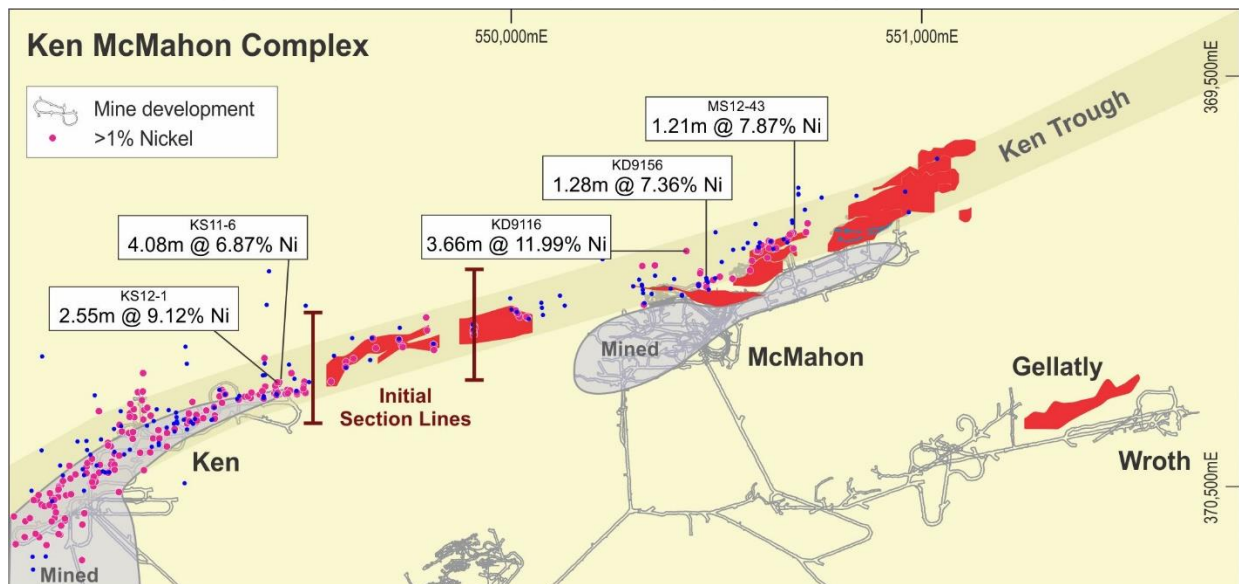 Ken McMahon Complex
Mine development
>1% Nickel
550,000mE
551,000mE
369,500mE
Ken Trough
MS12-43
1.21m @ 7.87% Ni
KD9156
1.28m @ 7.36% Ni
KD9116
3.66m @ 11.99% Ni
KS11-6
4.08m @ 6.87% Ni
KS12-1
2.55m @ 9.12% Ni
Initial
Section Lines
Mined
McMahon
Gellatly
Wroth
Ken
370,500mE
Mined